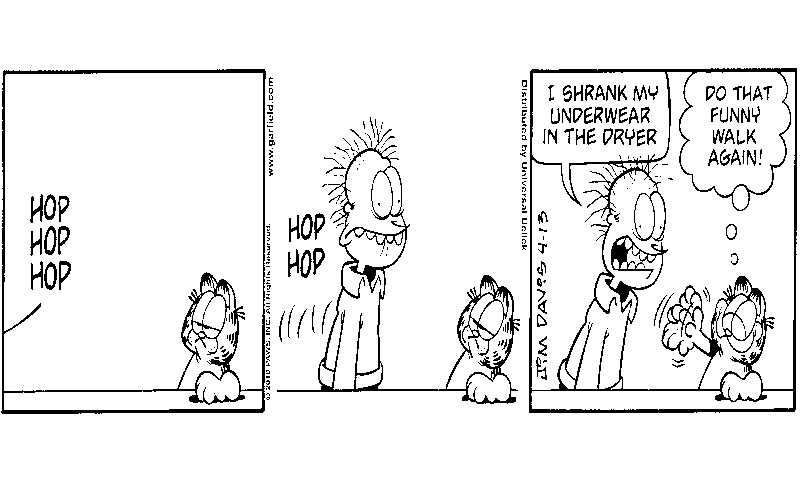 HOP
HOP
HOP
© 2010 PAWS, INC. All Rights Reserved.
www.garfield.com
HOP
HOP
Distributed by Universal Uclick
I SHRANK MY
UNDERWEAR
IN THE DRYER
DO THAT
FUNNY
WALK
AGAIN!
JIM DAVIS 4-13